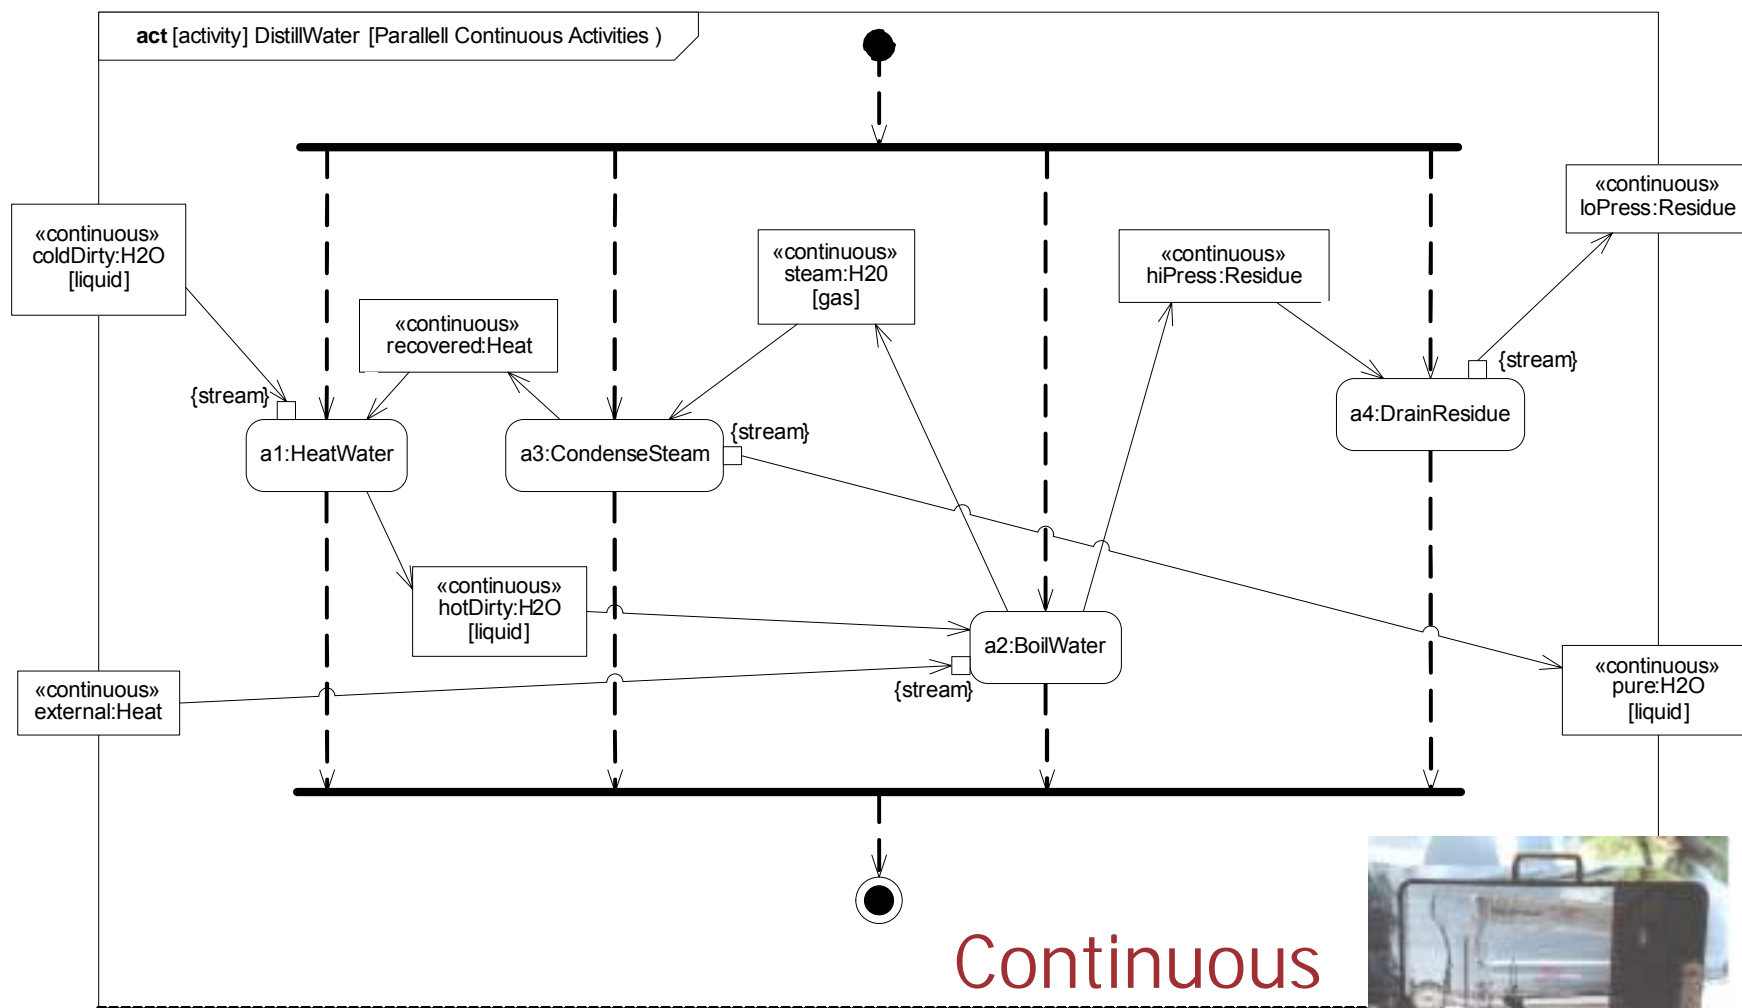 act [activity] DistillWater [Parallell Continuous Activities )
«continuous»
loPress:Residue
«continuous»
coldDirty:H2O
[liquid]
«continuous»
steam:H20
[gas]
«continuous»
hiPress:Residue
«continuous»
recovered:Heat
{stream}
{stream}
a1:HeatWater
a3:CondenseSteam
{stream}
a4:DrainResidue
«continuous»
hotDirty:H2O
[liquid]
a2:BoilWater
{stream}
«continuous»
external:Heat
«continuous»
pure:H2O
[liquid]
Continuous